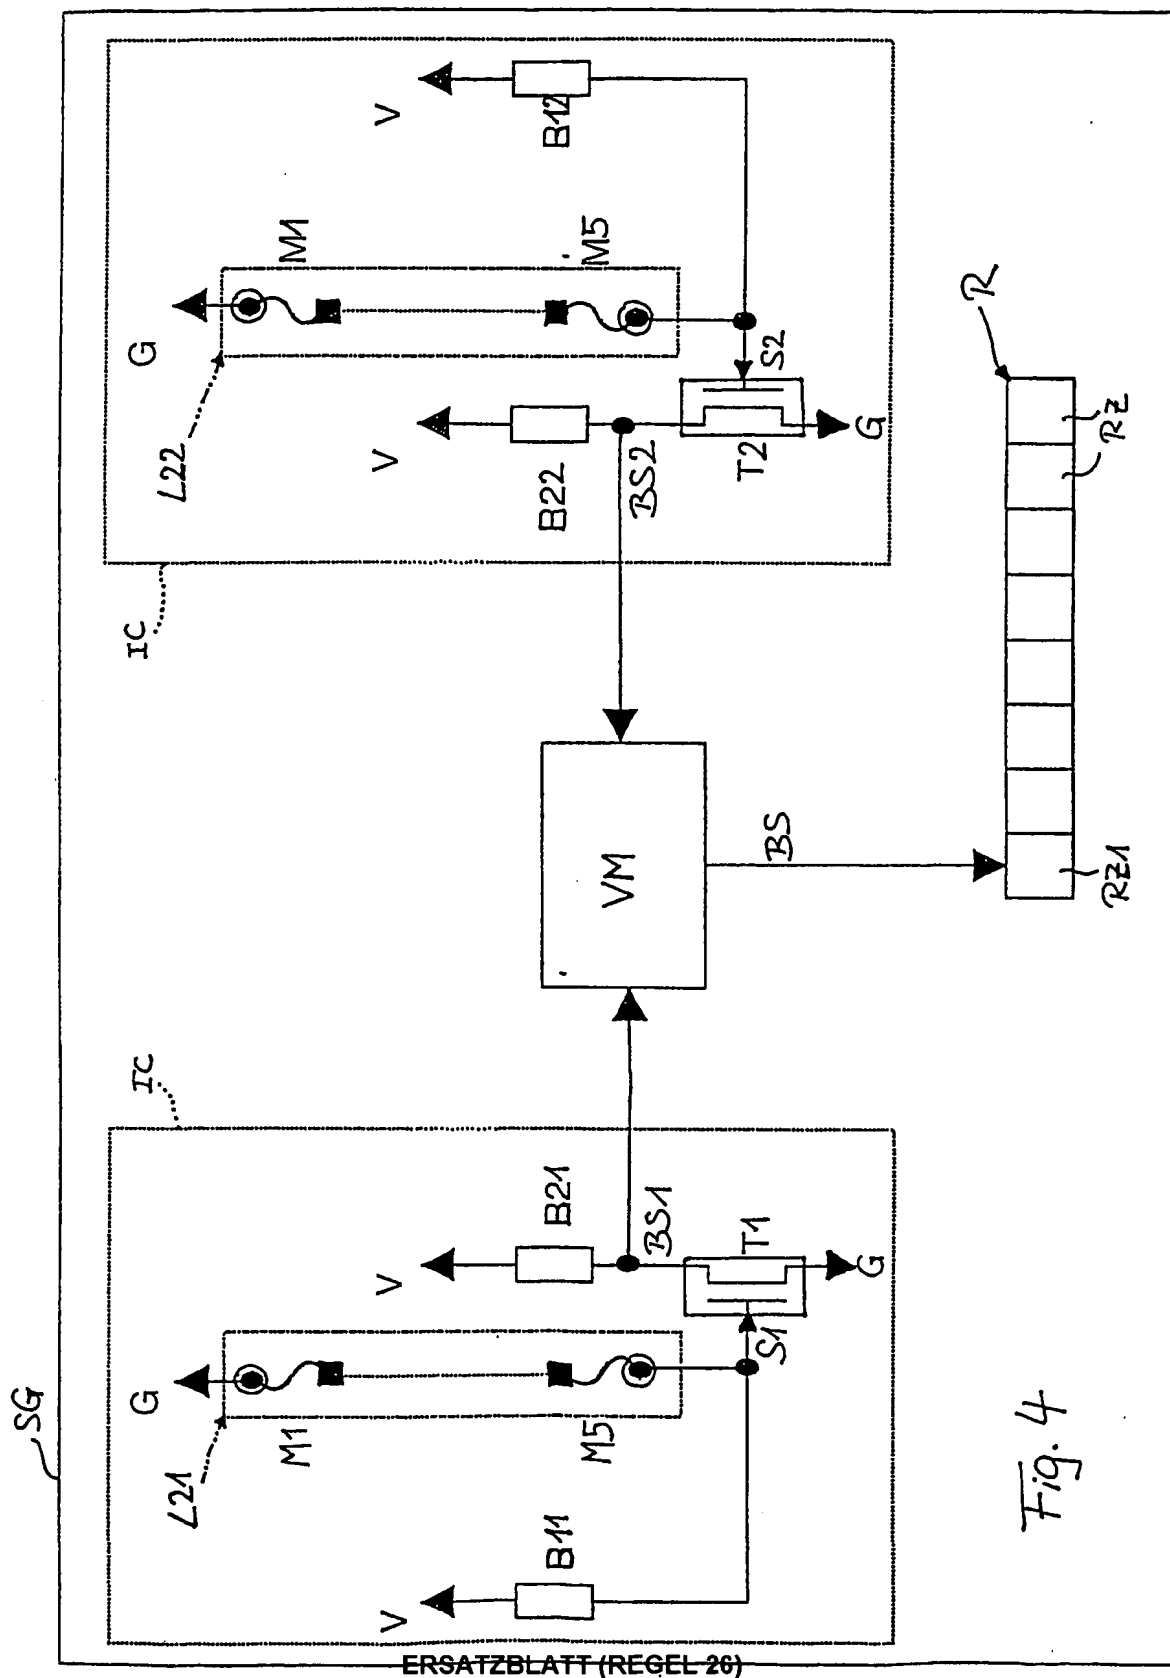 SG
IC
IC
G
L21
M1
M5
V
B11
V
B21
BS1
S1
T1
G
VM
BS
G
L22
M1
M5
V
B22
BS2
V
B12
S2
T2
G
R
RZ
RZ
RZ1
Fig. 4
ERSATZBLATT (REGEL 26)